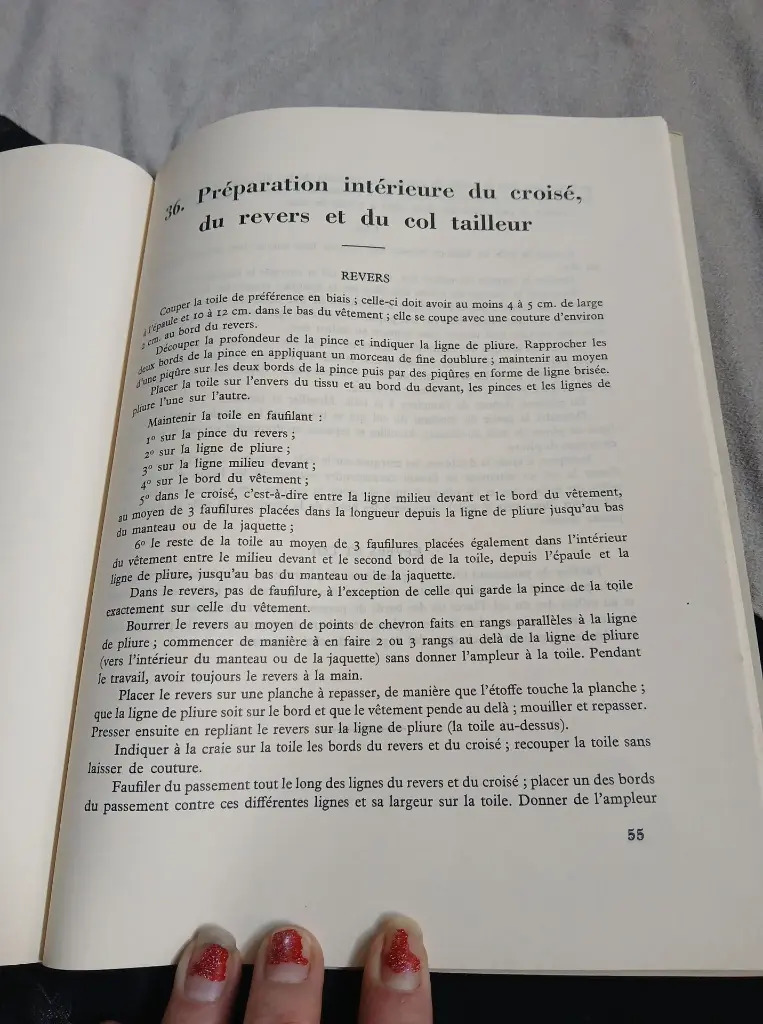 36. Préparation intérieure du croisé,
du revers et du col tailleur
REVERS
Couper la toile de préférence en biais ; celle-ci doit avoir au moins 4 à 5 cm. de large
à l'épaule et 10 à 12 cm. dans le bas du vêtement ; elle se coupe avec une couture d'environ
2 cm. au bord du revers.
Découper la profondeur de la pince et indiquer la ligne de pliure. Rapprocher les
deux bords de la pince en appliquant un morceau de fine doublure ; maintenir au moyen
d'une piqûre sur les deux bords de la pince puis par des piqûres en forme de ligne brisée.
Placer la toile sur l'envers du tissu et au bord du devant, les pinces et les lignes de
pliure l'une sur l'autre.
Maintenir la toile en faufilant :
1º sur la pince du revers ;
2º sur la ligne de pliure ;
3º sur la ligne milieu devant ;
4º sur le bord du vêtement ;
5º dans le croisé, c'est-à-dire entre la ligne milieu devant et le bord du vêtement,
au moyen de 3 faufilures placées dans la longueur depuis la ligne de pliure jusqu'au bas
du manteau ou de la jaquette ;
6º le reste de la toile au moyen de 3 faufilures placées également dans l'intérieur
du vêtement entre le milieu devant et le second bord de la toile, depuis l'épaule et la
ligne de pliure, jusqu'au bas du manteau ou de la jaquette.
Dans le revers, pas de faufilure, à l'exception de celle qui garde la pince de la toile
exactement sur celle du vêtement.
Bourrer le revers au moyen de points de chevron faits en rangs parallèles à la ligne
de pliure ; commencer de manière à en faire 2 ou 3 rangs au delà de la ligne de pliure
(vers l'intérieur du manteau ou de la jaquette) sans donner l'ampleur à la toile. Pendant
le travail, avoir toujours le revers à la main.
Placer le revers sur une planche à repasser, de manière que l'étoffe touche la planche ;
que la ligne de pliure soit sur le bord et que le vêtement pende au delà ; mouiller et repasser.
Presser ensuite en repliant le revers sur la ligne de pliure (la toile au-dessus).
Indiquer à la craie sur la toile les bords du revers et du croisé ; recouper la toile sans
laisser de couture.
Faufiler du passement tout le long des lignes du revers et du croisé ; placer un des bords
du passement contre ces différentes lignes et sa largeur sur la toile. Donner de l'ampleur
55